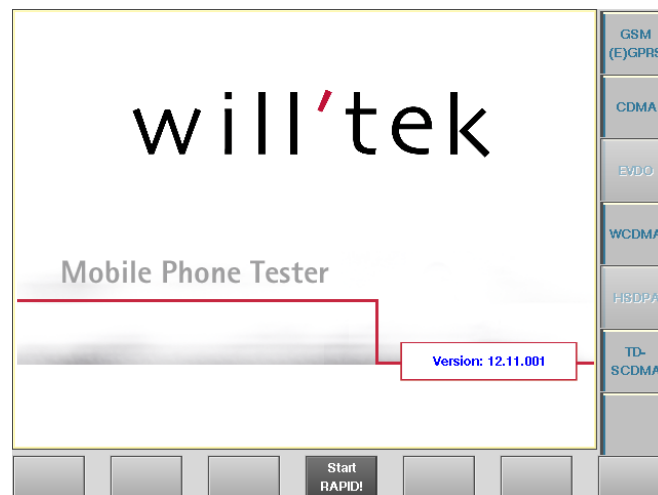 will'tek
Mobile Phone Tester
Version: 12.11.001
GSM
(E)GPRS
CDMA
EVDO
WCDMA
HSDPA
TD-
SCDMA
Start
RAPID!